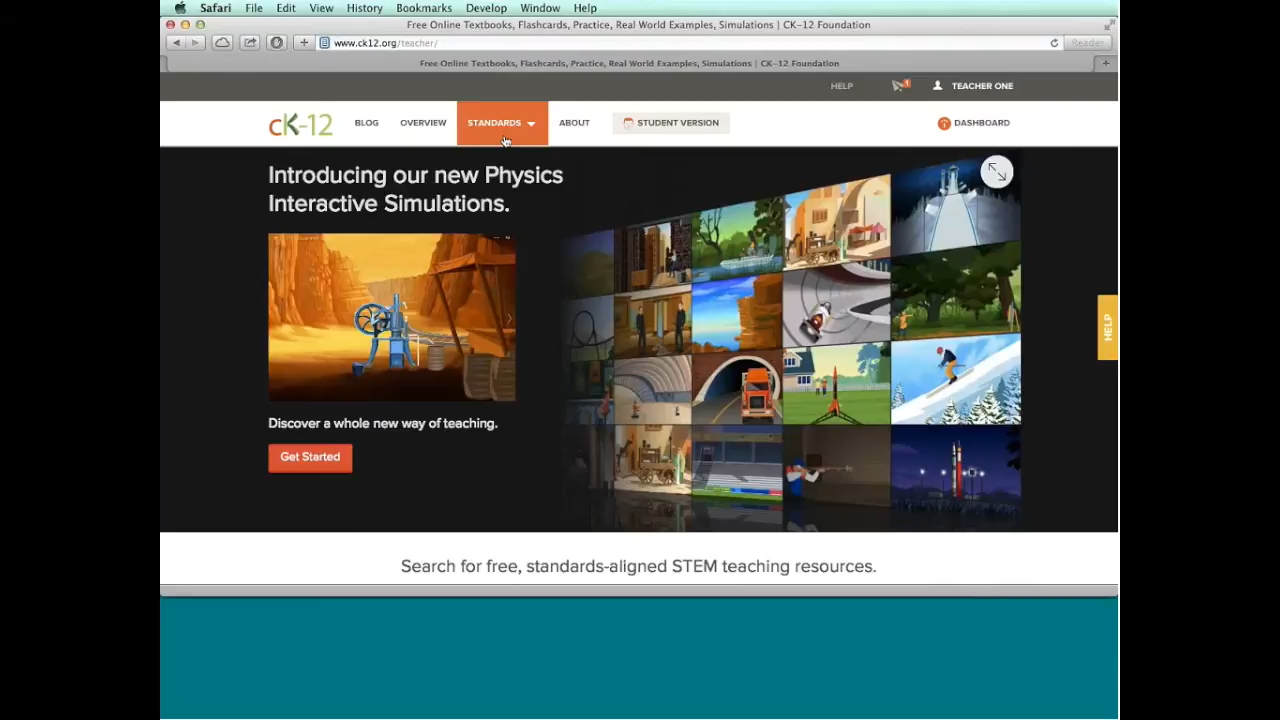 Safari File Edit View History Bookmarks Develop Window Help
Free Online Textbooks, Flashcards, Practice, Real World Examples, Simulations | CK-12 Foundation
www.ck12.org/teacher/ Reader
Free Online Textbooks, Flashcards, Practice, Real World Examples, Simulations | CK-12 Foundation
HELP 1 TEACHER ONE
cK-12 BLOG OVERVIEW STANDARDS ABOUT STUDENT VERSION DASHBOARD
Introducing our new Physics
Interactive Simulations.
HELP
Discover a whole new way of teaching.
Get Started
Search for free, standards-aligned STEM teaching resources.